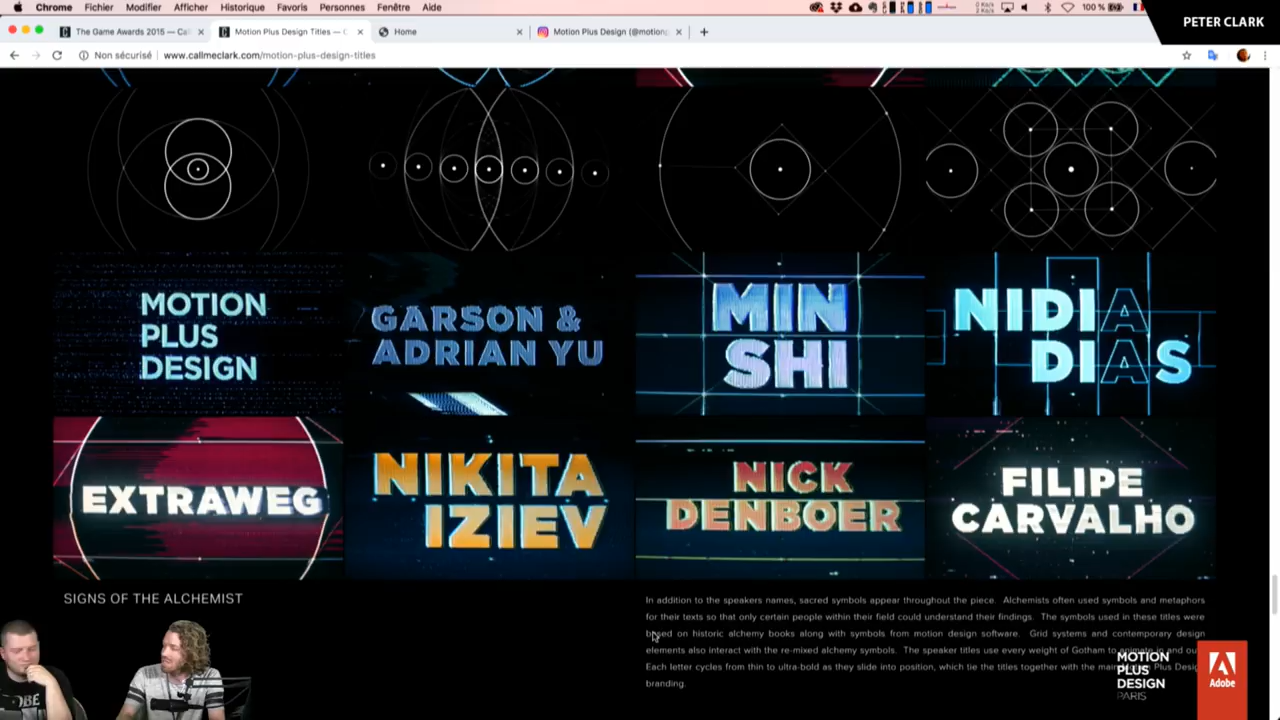 Chrome Fichier Modifier Afficher Historique Favoris Personnes Fenêtre Aide
100 %
PETER CLARK
The Game Awards 2015 — Cal
Motion Plus Design Titles — C
Home
Motion Plus Design (@motionp
Non sécurisé www.callmeclark.com/motion-plus-design-titles
MOTION
PLUS
DESIGN
GARSON &
ADRIAN YU
MIN
SHI
NIDIA
DIAS
EXTRAWEG
NIKITA
IZIEV
NICK
DENBOER
FILIPE
CARVALHO
SIGNS OF THE ALCHEMIST
In addition to the speakers names, sacred symbols appear throughout the piece. Alchemists often used symbols and metaphors
for their texts so that only certain people within their field could understand their findings. The symbols used in these titles were
based on historic alchemy books along with symbols from motion design software. Grid systems and contemporary design
elements also interact with the re-mixed alchemy symbols. The speaker titles use every weight of Gotham to animate in and out.
Each letter cycles from thin to ultra-bold as they slide into position, which tie the titles together with the main Motion Plus Design
branding.
MOTION
PLUS
DESIGN
PARIS
Adobe